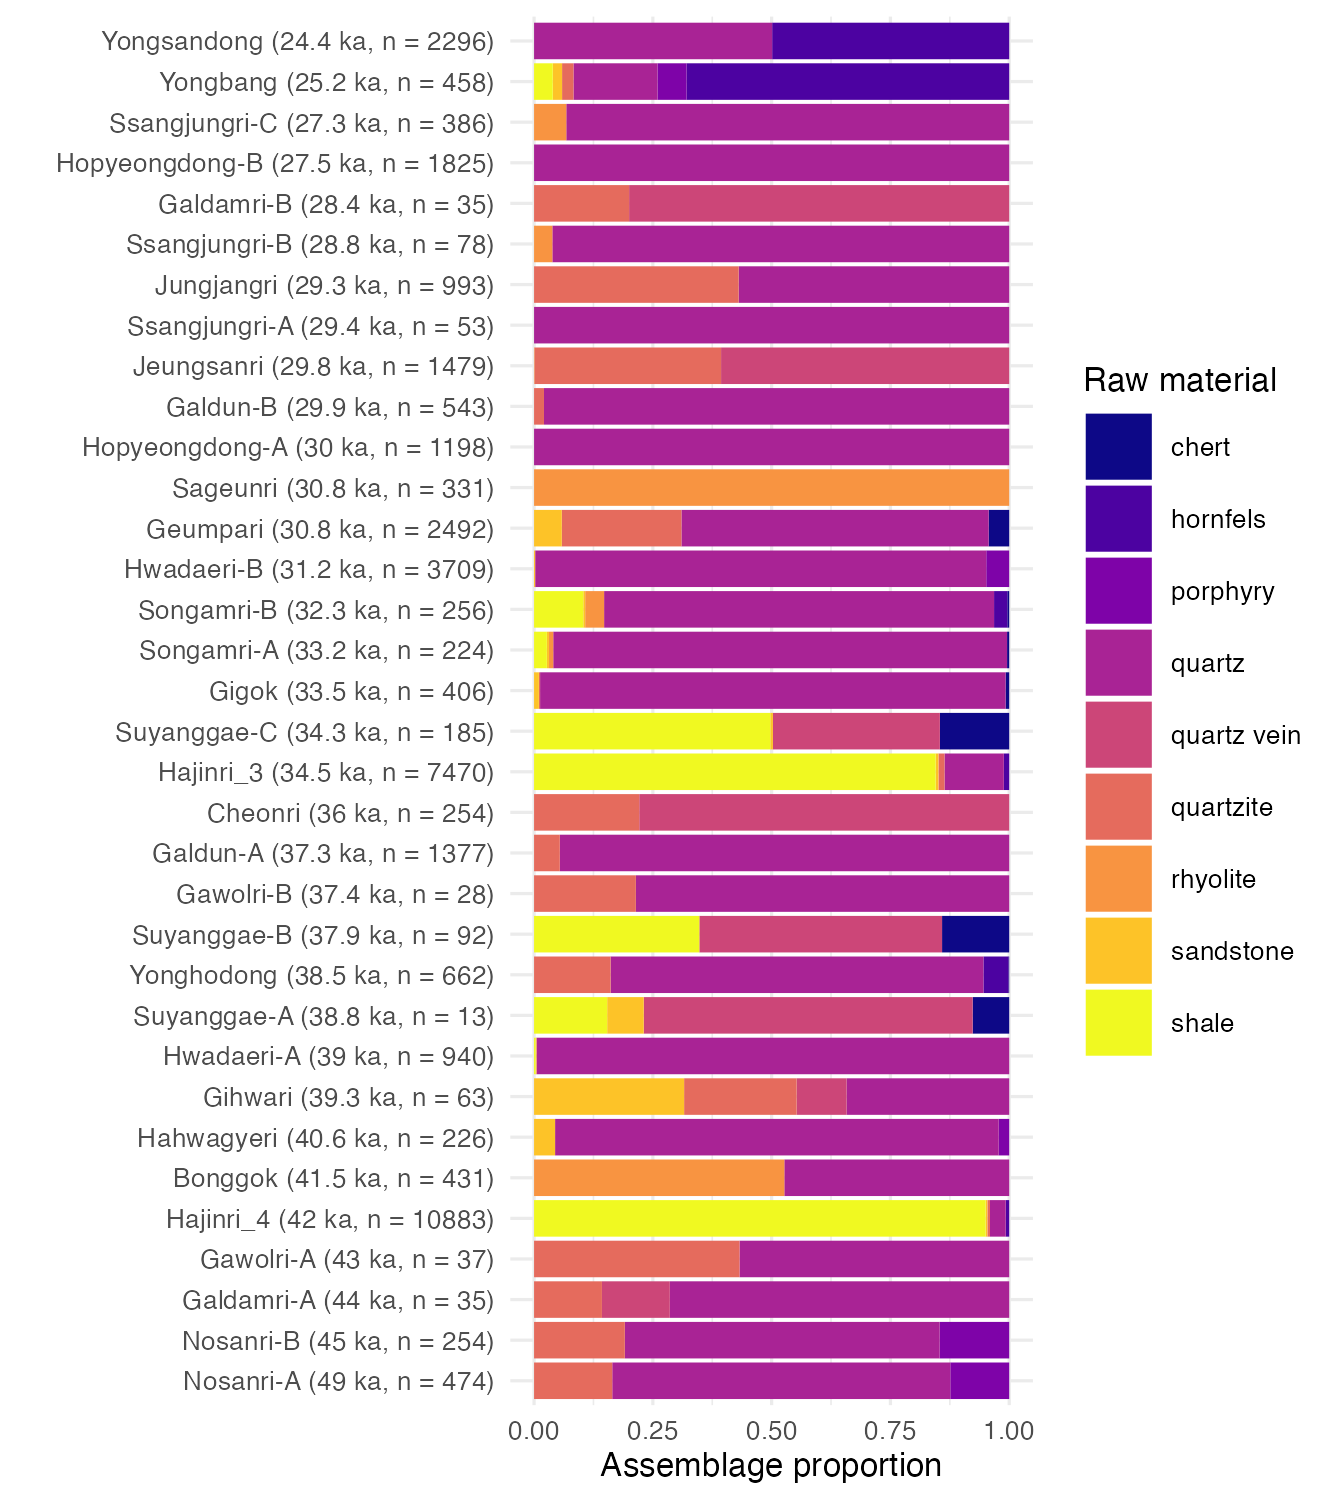 Yongsandong (24.4 ka, n = 2296)
Yongbang (25.2 ka, n = 458)
Ssangjungri-C (27.3 ka, n = 386)
Hopyeongdong-B (27.5 ka, n = 1825)
Galdamri-B (28.4 ka, n = 35)
Ssangjungri-B (28.8 ka, n = 78)
Jungjangri (29.3 ka, n = 993)
Ssangjungri-A (29.4 ka, n = 53)
Jeungsanri (29.8 ka, n = 1479)
Galdun-B (29.9 ka, n = 543)
Hopyeongdong-A (30 ka, n = 1198)
Sageunri (30.8 ka, n = 331)
Geumpari (30.8 ka, n = 2492)
Hwadaeri-B (31.2 ka, n = 3709)
Songamri-B (32.3 ka, n = 256)
Songamri-A (33.2 ka, n = 224)
Gigok (33.5 ka, n = 406)
Suyanggae-C (34.3 ka, n = 185)
Hajinri_3 (34.5 ka, n = 7470)
Cheonri (36 ka, n = 254)
Galdun-A (37.3 ka, n = 1377)
Gawolri-B (37.4 ka, n = 28)
Suyanggae-B (37.9 ka, n = 92)
Yonghodong (38.5 ka, n = 662)
Suyanggae-A (38.8 ka, n = 13)
Hwadaeri-A (39 ka, n = 940)
Gihwari (39.3 ka, n = 63)
Hahwagyeri (40.6 ka, n = 226)
Bonggok (41.5 ka, n = 431)
Hajinri_4 (42 ka, n = 10883)
Gawolri-A (43 ka, n = 37)
Galdamri-A (44 ka, n = 35)
Nosanri-B (45 ka, n = 254)
Nosanri-A (49 ka, n = 474)
0.00 0.25 0.50 0.75 1.00
Assemblage proportion
Raw material
chert
hornfels
porphyry
quartz
quartz vein
quartzite
rhyolite
sandstone
shale